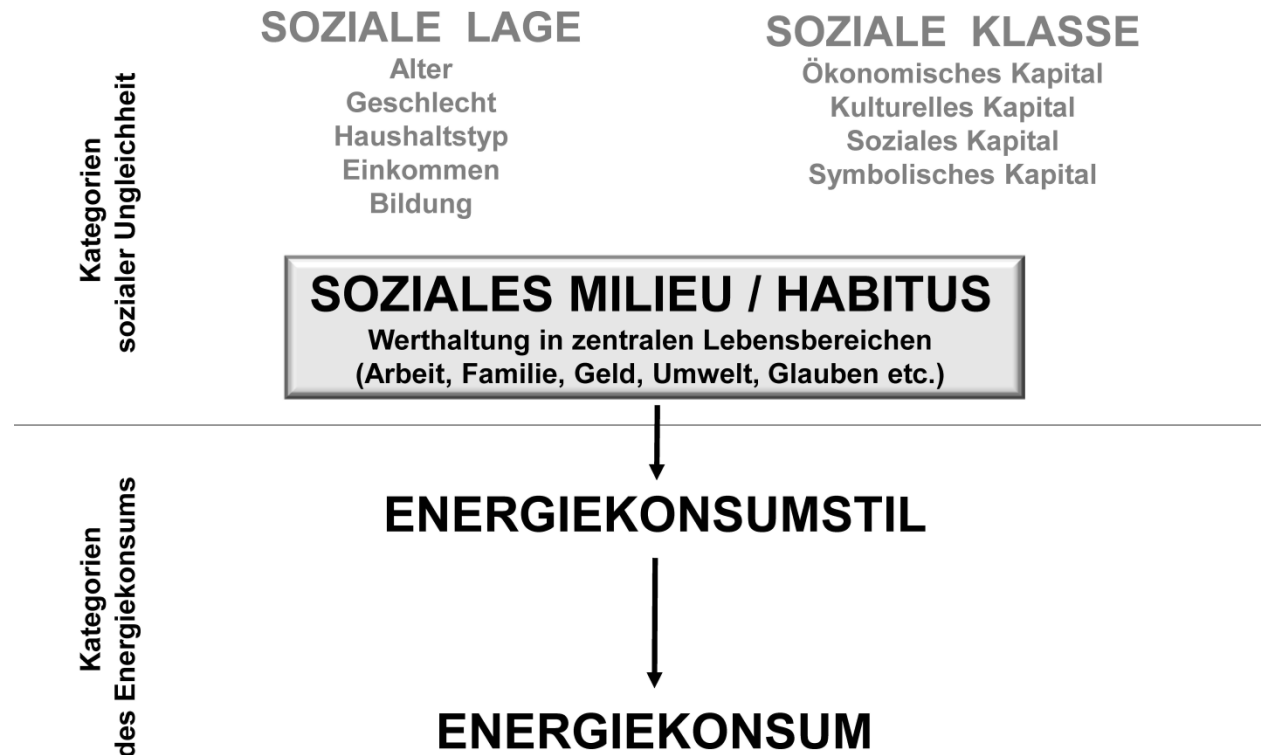 SOZIALE LAGE
Alter
Geschlecht
Haushaltstyp
Einkommen
Bildung
SOZIALE KLASSE
Ökonomisches Kapital
Kulturelles Kapital
Soziales Kapital
Symbolisches Kapital
Kategorien
sozialer Ungleichheit
SOZIALES MILIEU / HABITUS
Werthaltung in zentralen Lebensbereichen
(Arbeit, Familie, Geld, Umwelt, Glauben etc.)
Kategorien
des Energiekonsums
ENERGIEKONSUMSTIL
ENERGIEKONSUM